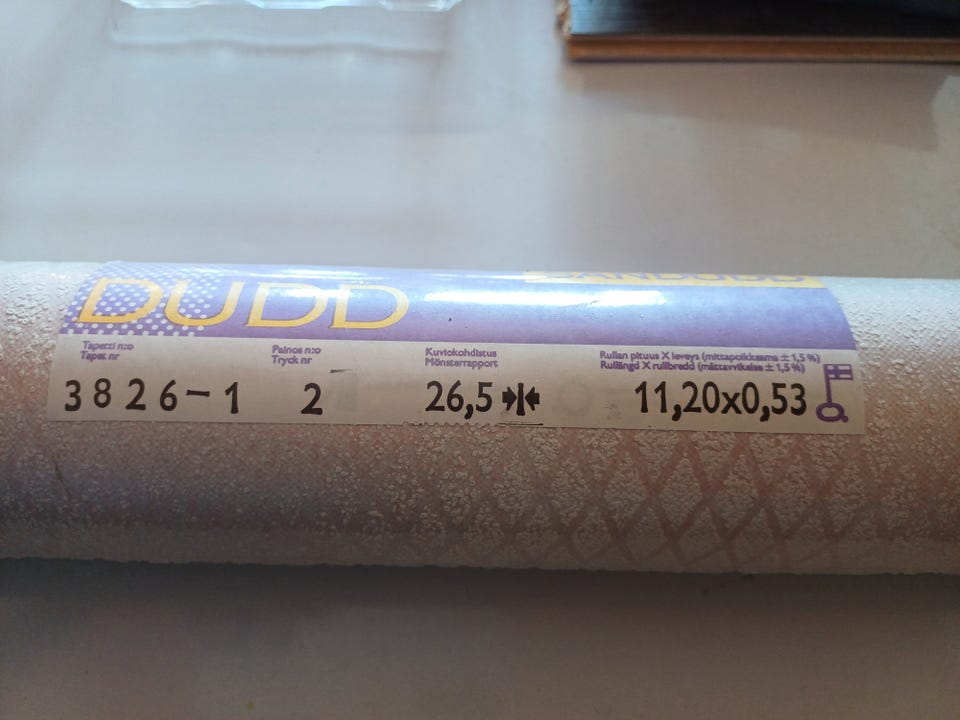 DUDD
SANDUDD
Tapetti n:o
Tapet nr
3826-1
Painos n:o
Tryck nr
2
Kuviokohdistus
Mönsterrapport
26,5
Rullan pituus X leveys (mittapoikkeama ± 1,5 %)
Rullängd X rullbredd (måttavvikelse ± 1,5 %)
11,20x0,53